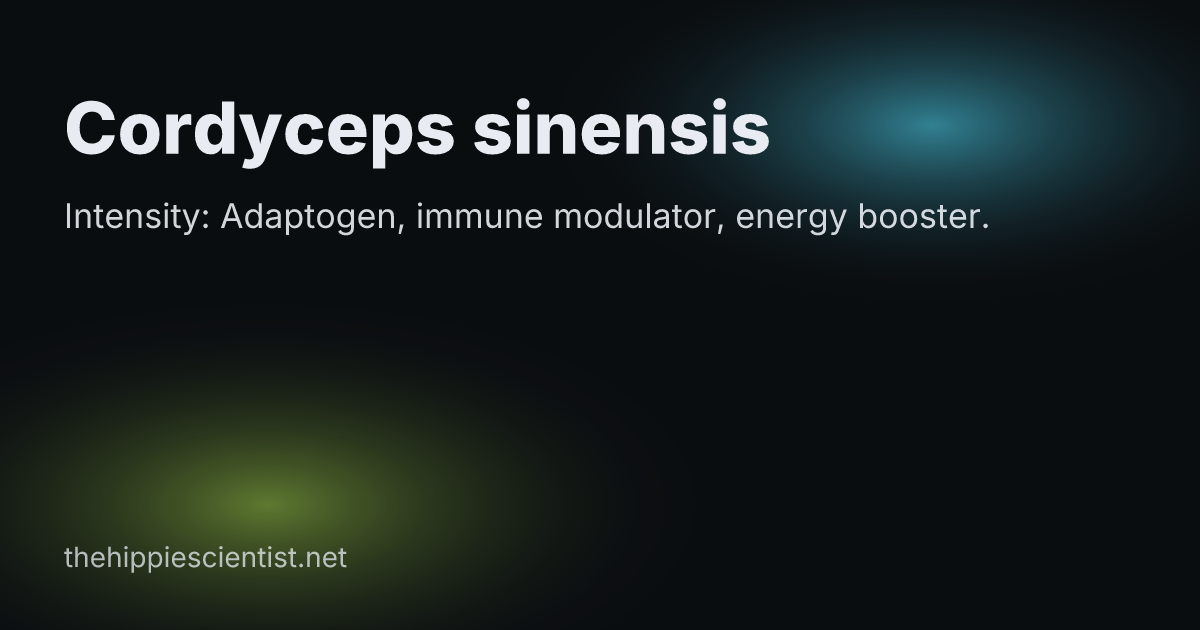 Cordyceps sinensis
Intensity: Adaptogen, immune modulator, energy booster.
thehippiescientist.net